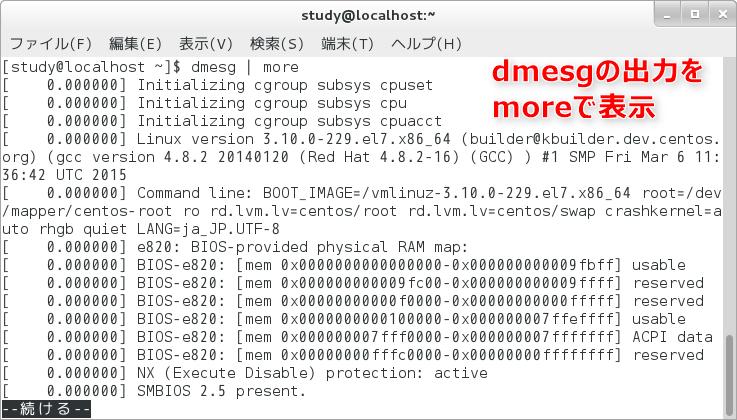 study@localhost:~
ファイル(F) 編集(E) 表示(V) 検索(S) 端末(T) ヘルプ(H)
[study@localhost ~]$ dmesg | more
dmesgの出力を
moreで表示
[    0.000000] Initializing cgroup subsys cpuset
[    0.000000] Initializing cgroup subsys cpu
[    0.000000] Initializing cgroup subsys cpuacct
[    0.000000] Linux version 3.10.0-229.el7.x86_64 (builder@kbuilder.dev.centos.
org) (gcc version 4.8.2 20140120 (Red Hat 4.8.2-16) (GCC) ) #1 SMP Fri Mar 6 11:
36:42 UTC 2015
[    0.000000] Command line: BOOT_IMAGE=/vmlinuz-3.10.0-229.el7.x86_64 root=/dev
/mapper/centos-root ro rd.lvm.lv=centos/root rd.lvm.lv=centos/swap crashkernel=a
uto rhgb quiet LANG=ja_JP.UTF-8
[    0.000000] e820: BIOS-provided physical RAM map:
[    0.000000] BIOS-e820: [mem 0x0000000000000000-0x000000000009fbff] usable
[    0.000000] BIOS-e820: [mem 0x000000000009fc00-0x000000000009ffff] reserved
[    0.000000] BIOS-e820: [mem 0x00000000000f0000-0x00000000000fffff] reserved
[    0.000000] BIOS-e820: [mem 0x0000000000100000-0x000000007ffeffff] usable
[    0.000000] BIOS-e820: [mem 0x000000007fff0000-0x000000007fffffff] ACPI data
[    0.000000] BIOS-e820: [mem 0x00000000fffc0000-0x00000000ffffffff] reserved
[    0.000000] NX (Execute Disable) protection: active
[    0.000000] SMBIOS 2.5 present.
--続ける--